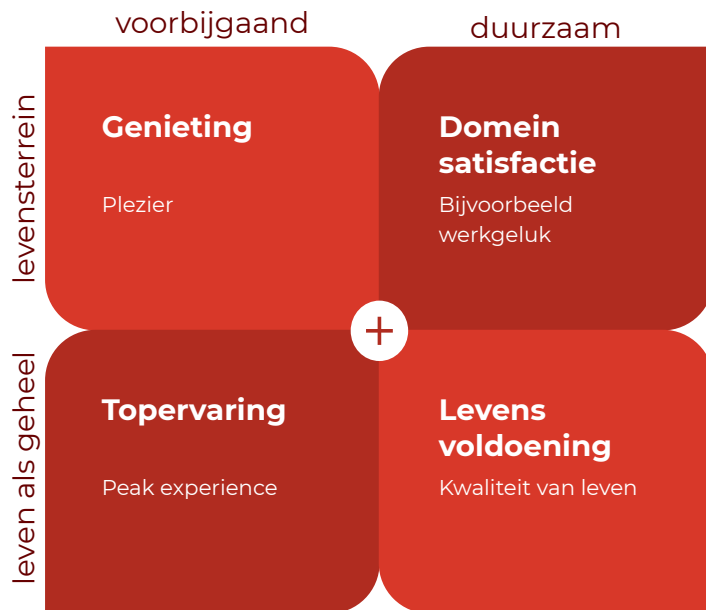 voorbijgaand
duurzaam
levensterrein
Genieting
Plezier
Domein
satisfactie
Bijvoorbeeld
werkgeluk
+
leven als geheel
Topervaring
Peak experience
Levens
voldoening
Kwaliteit van leven